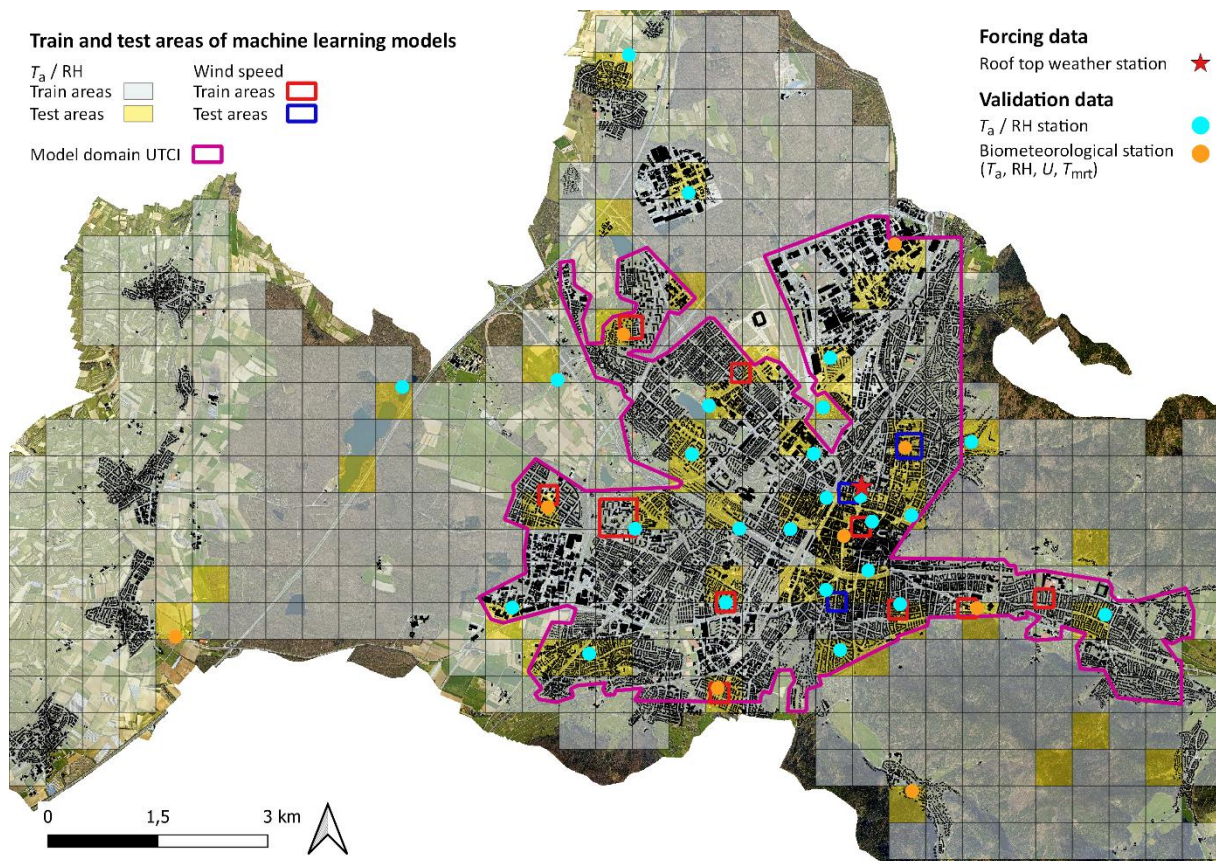 Train and test areas of machine learning models
Tₐ / RH
Train areas
Test areas
Wind speed
Train areas
Test areas
Model domain UTCI
Forcing data
Roof top weather station
Validation data
Tₐ / RH station
Biometeorological station
(Tₐ, RH, U, Tₘᵣₜ)
0 1,5 3 km